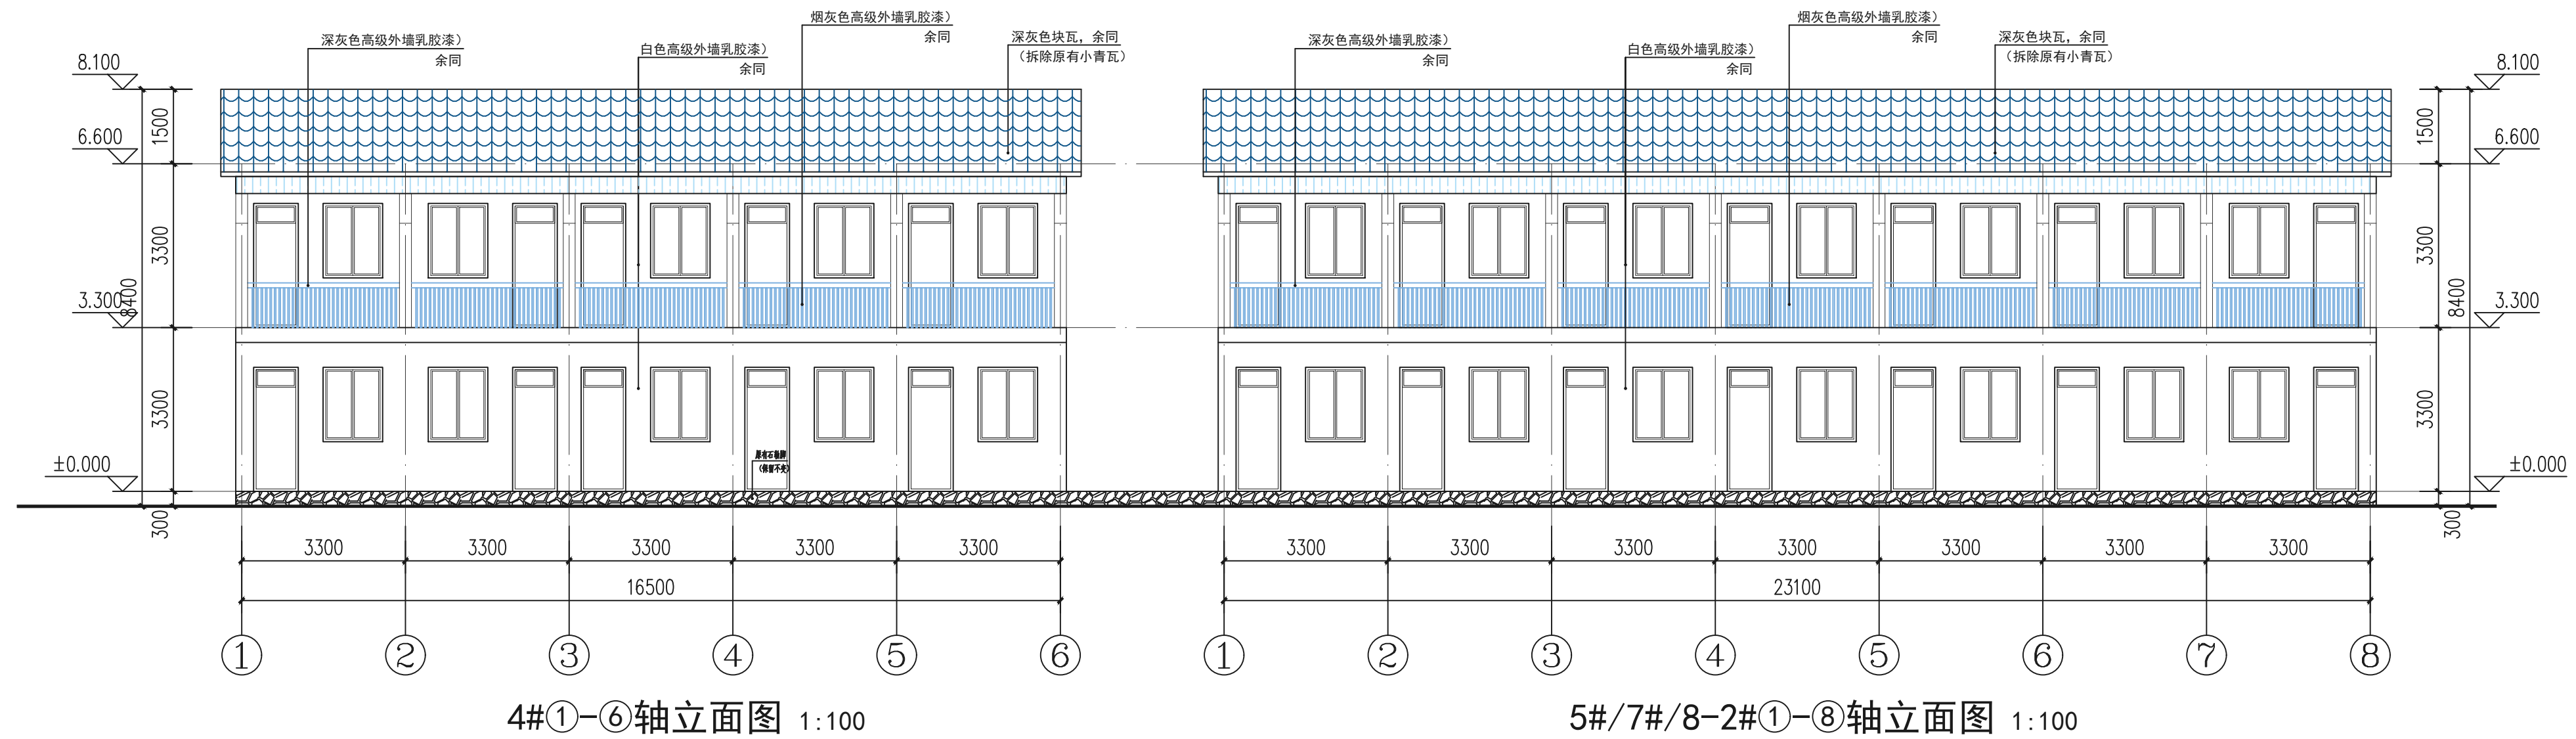 深灰色高级外墙乳胶漆)
余同
白色高级外墙乳胶漆)
余同
烟灰色高级外墙乳胶漆)
余同
深灰色块瓦，余同
(拆除原有小青瓦)
深灰色高级外墙乳胶漆)
余同
白色高级外墙乳胶漆)
余同
烟灰色高级外墙乳胶漆)
余同
深灰色块瓦，余同
(拆除原有小青瓦)
8.100
6.600
3.300
±0.000
1500
3300
3300
300
8400
原有石勒脚
(保留不变)
8.100
6.600
3.300
±0.000
1500
3300
3300
300
8400
3300 3300 3300 3300 3300
16500
① ② ③ ④ ⑤ ⑥
4#①-⑥轴立面图 1:100
3300 3300 3300 3300 3300 3300 3300
23100
① ② ③ ④ ⑤ ⑥ ⑦ ⑧
5#/7#/8-2#①-⑧轴立面图 1:100